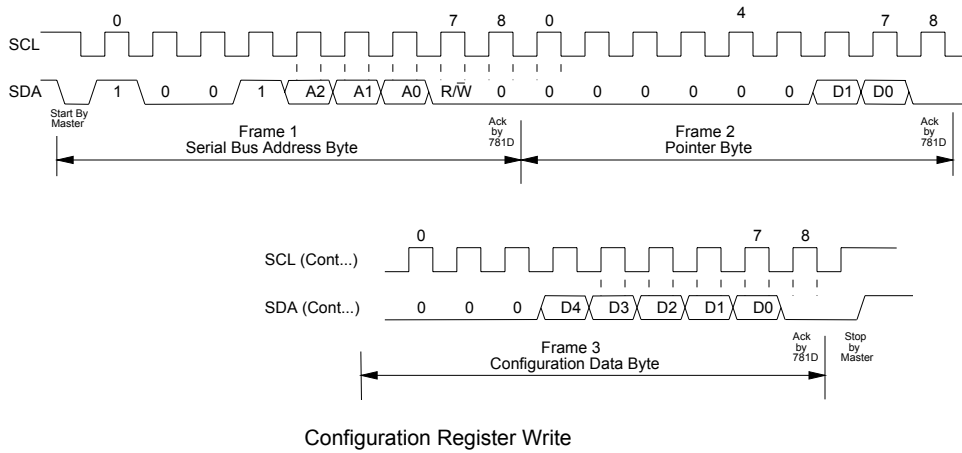 0 7 8 0 4 7 8
SCL
SDA 1 0 0 1 A2 A1 A0 R/W̅ 0 0 0 0 0 0 0 D1 D0
Start By
Master
Frame 1
Serial Bus Address Byte
Ack
by
781D
Frame 2
Pointer Byte
Ack
by
781D
0 7 8
SCL (Cont...)
SDA (Cont...) 0 0 0 D4 D3 D2 D1 D0
Frame 3
Configuration Data Byte
Ack
by
781D
Stop
by
Master
Configuration Register Write